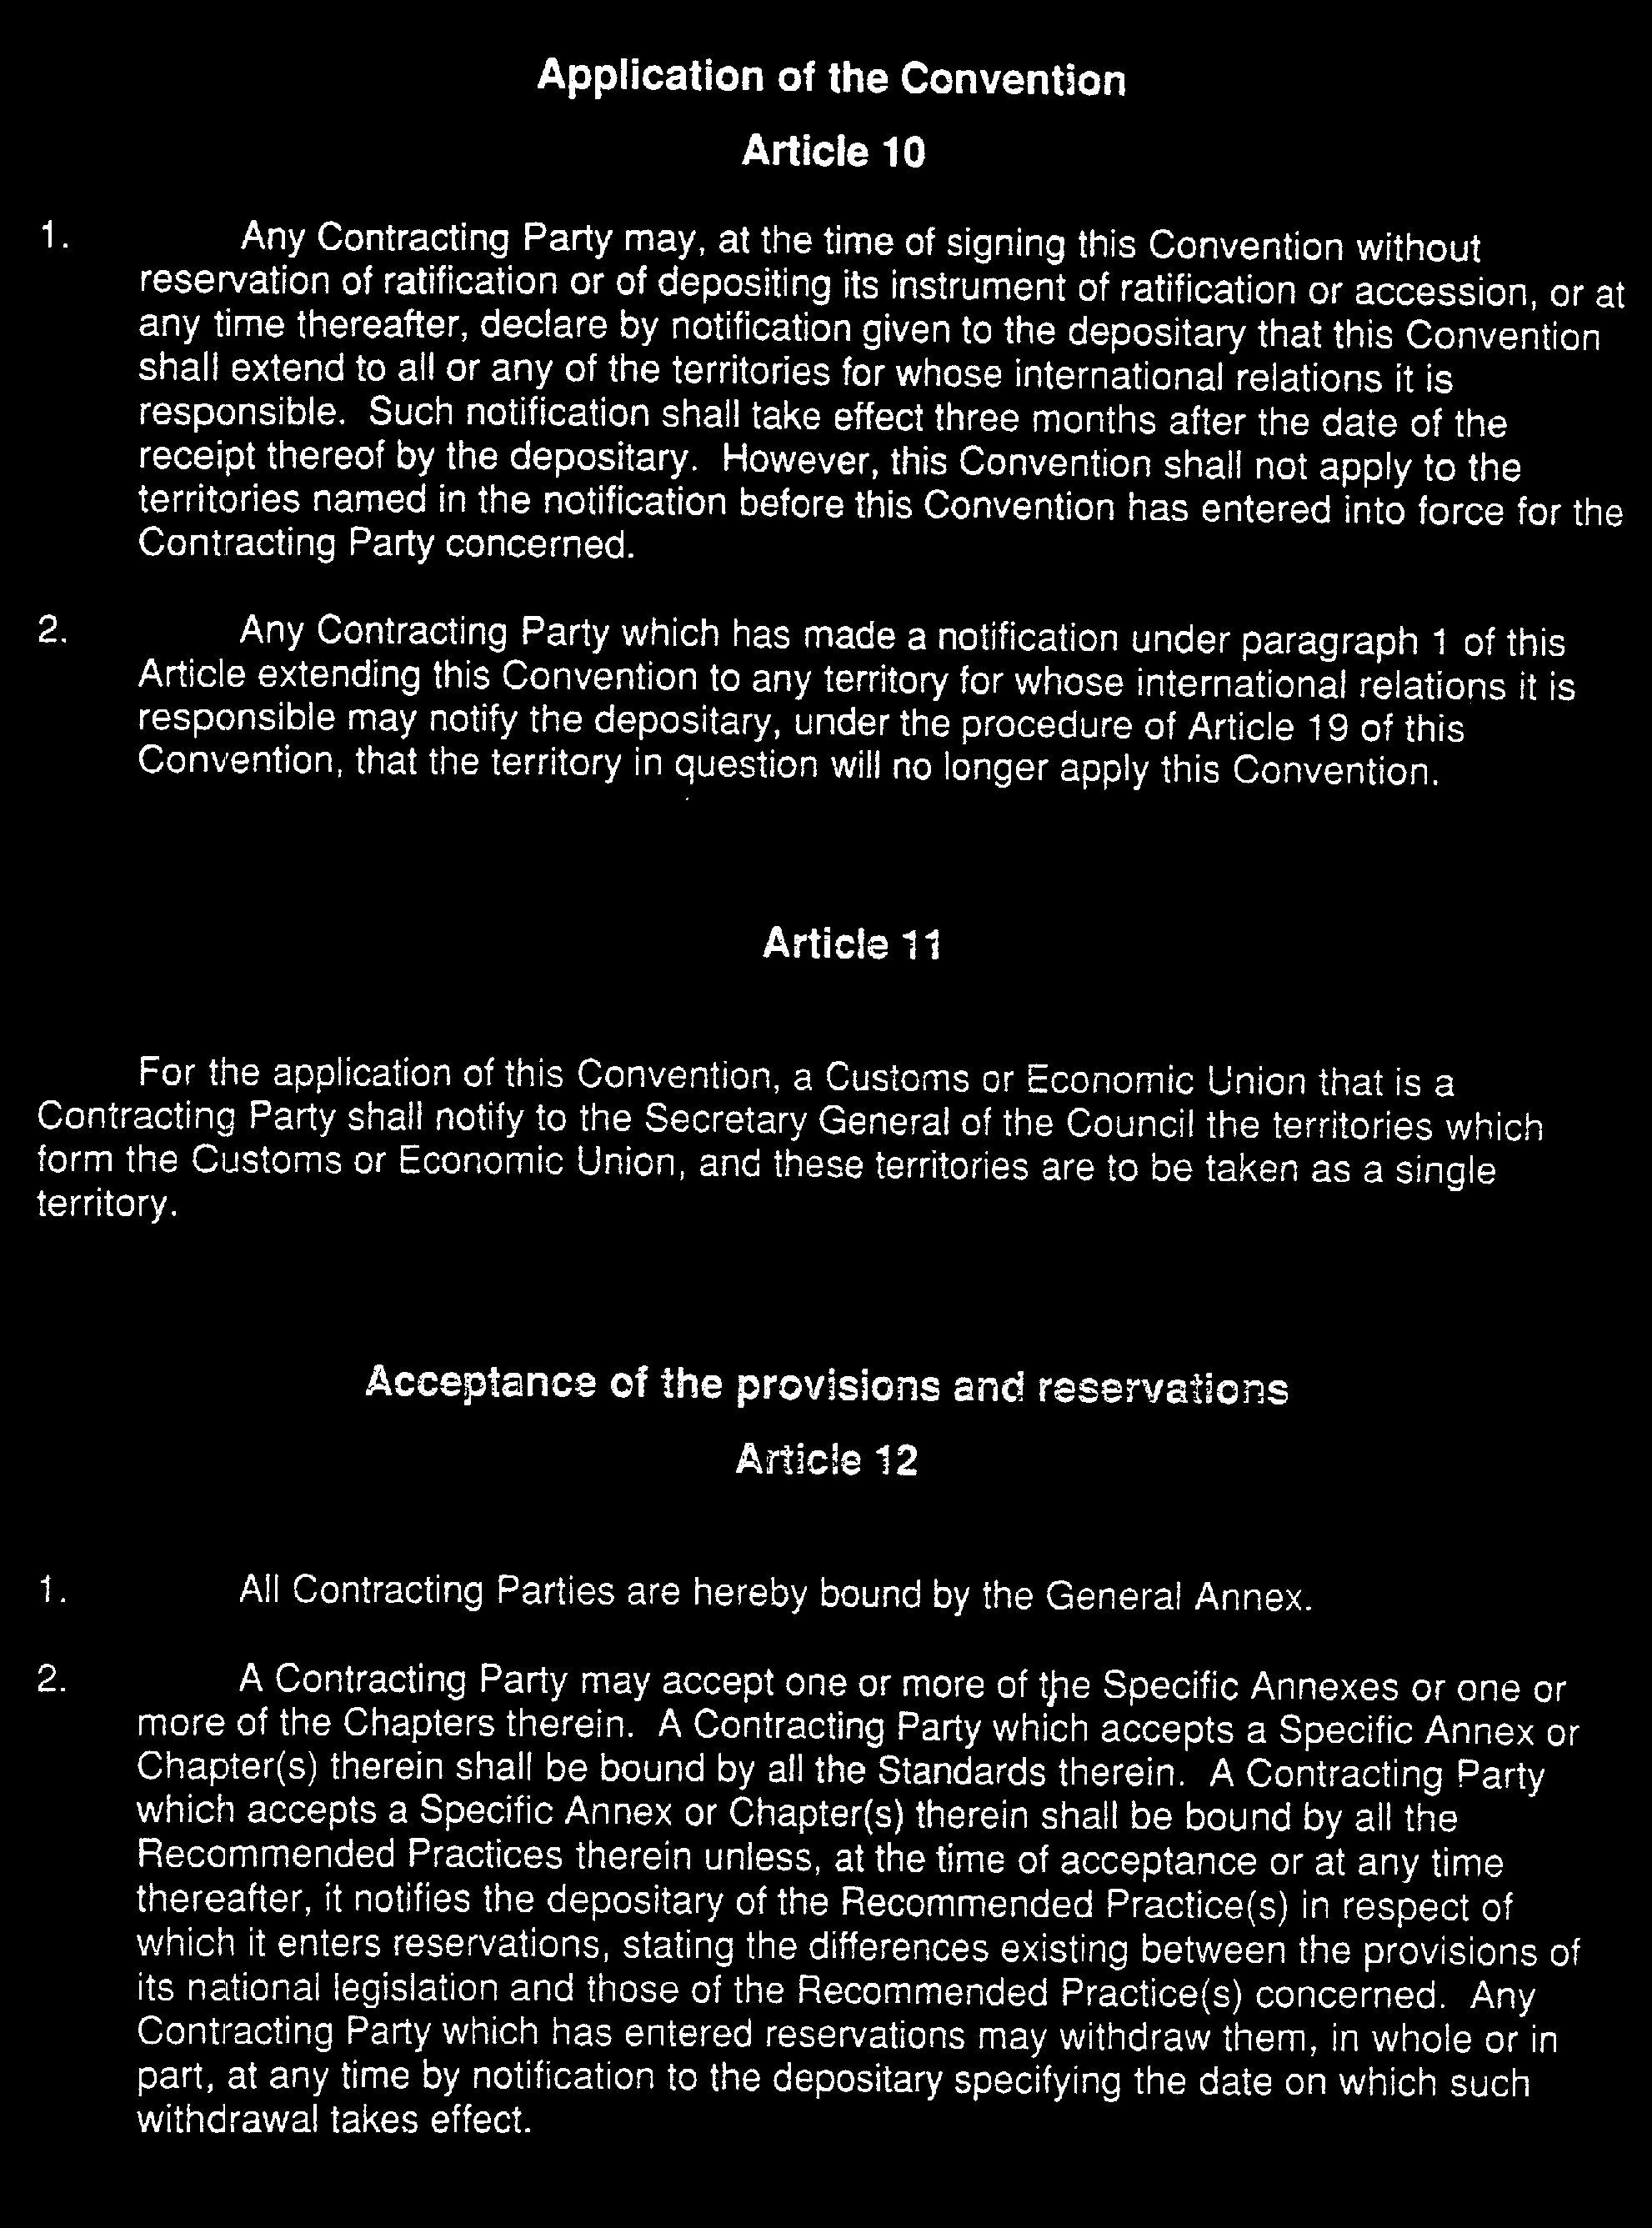 Application of the Convention
Article 10
1. Any Contracting Party may, at the time of signing this Convention without
reservation of ratification or of depositing its instrument of ratification or accession, or at
any time thereafter, declare by notification given to the depositary that this Convention
shall extend to all or any of the territories for whose international relations it is
responsible. Such notification shall take effect three months after the date of the
receipt thereof by the depositary. However, this Convention shall not apply to the
territories named in the notification before this Convention has entered into force for the
Contracting Party concerned.
2. Any Contracting Party which has made a notification under paragraph 1 of this
Article extending this Convention to any territory for whose international relations it is
responsible may notify the depositary, under the procedure of Article 19 of this
Convention, that the territory in question will no longer apply this Convention.
Article 11
For the application of this Convention, a Customs or Economic Union that is a
Contracting Party shall notify to the Secretary General of the Council the territories which
form the Customs or Economic Union, and these territories are to be taken as a single
territory.
Acceptance of the provisions and reservations
Article 12
1. All Contracting Parties are hereby bound by the General Annex.
2. A Contracting Party may accept one or more of the Specific Annexes or one or
more of the Chapters therein. A Contracting Party which accepts a Specific Annex or
Chapter(s) therein shall be bound by all the Standards therein. A Contracting Party
which accepts a Specific Annex or Chapter(s) therein shall be bound by all the
Recommended Practices therein unless, at the time of acceptance or at any time
thereafter, it notifies the depositary of the Recommended Practice(s) in respect of
which it enters reservations, stating the differences existing between the provisions of
its national legislation and those of the Recommended Practice(s) concerned. Any
Contracting Party which has entered reservations may withdraw them, in whole or in
part, at any time by notification to the depositary specifying the date on which such
withdrawal takes effect.